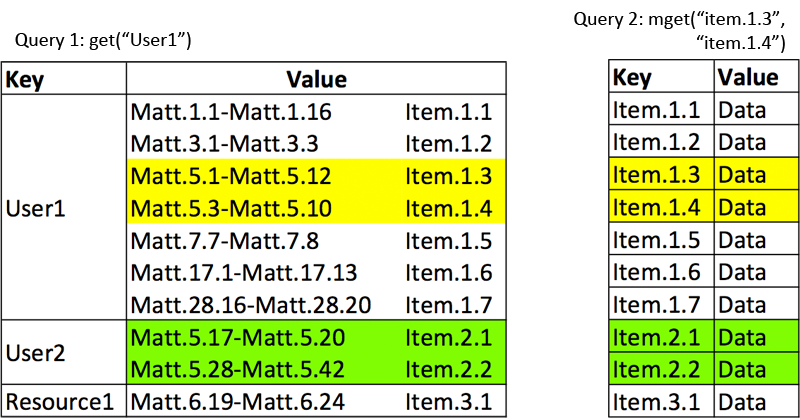 Query 1: get(“User1”)
Key Value
User1
Matt.1.1-Matt.1.16 Item.1.1
Matt.3.1-Matt.3.3 Item.1.2
Matt.5.1-Matt.5.12 Item.1.3
Matt.5.3-Matt.5.10 Item.1.4
Matt.7.7-Matt.7.8 Item.1.5
Matt.17.1-Matt.17.13 Item.1.6
Matt.28.16-Matt.28.20 Item.1.7
User2
Matt.5.17-Matt.5.20 Item.2.1
Matt.5.28-Matt.5.42 Item.2.2
Resource1 Matt.6.19-Matt.6.24 Item.3.1
Query 2: mget(“item.1.3”,
“item.1.4”)
Key Value
Item.1.1 Data
Item.1.2 Data
Item.1.3 Data
Item.1.4 Data
Item.1.5 Data
Item.1.6 Data
Item.1.7 Data
Item.2.1 Data
Item.2.2 Data
Item.3.1 Data